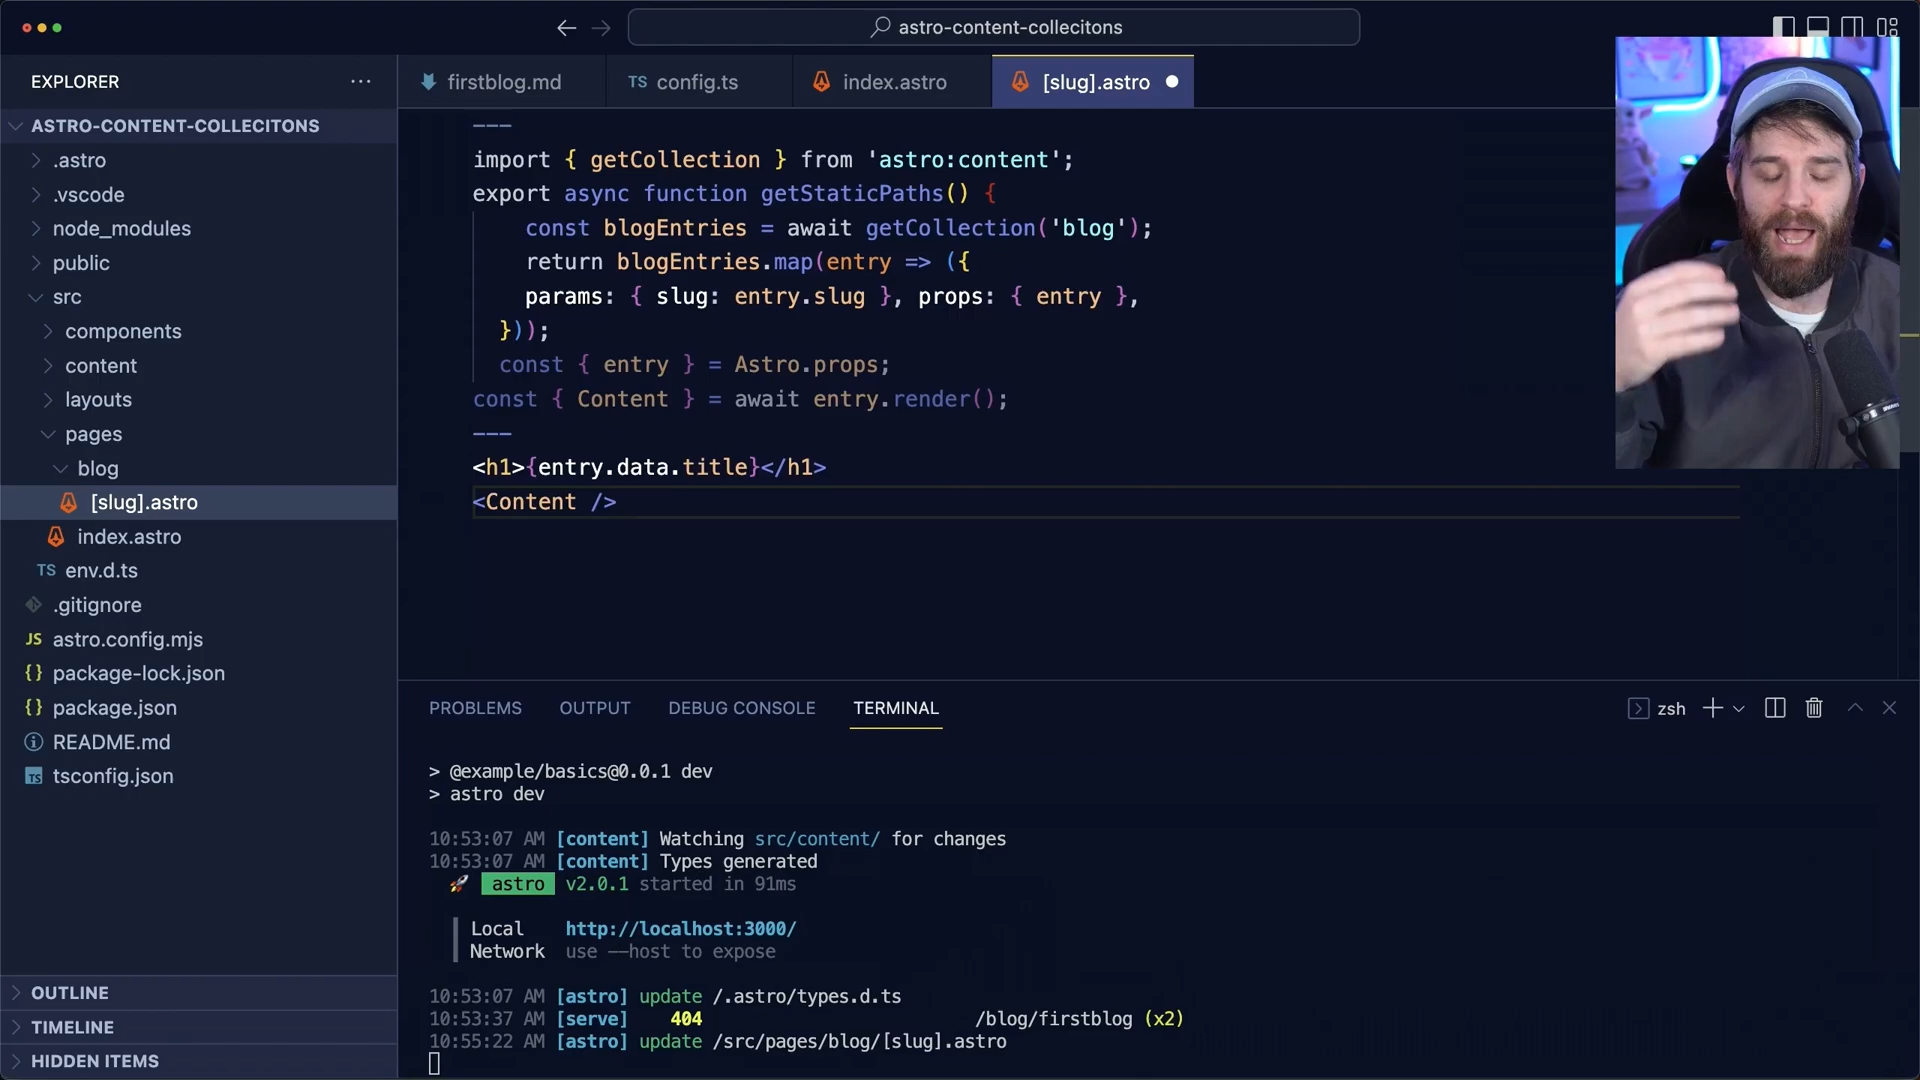 astro-content-collecitons
EXPLORER
firstblog.md
TS config.ts
index.astro
[slug].astro
ASTRO-CONTENT-COLLECITONS
.astro
.vscode
node_modules
public
src
components
content
layouts
pages
blog
[slug].astro
index.astro
TS env.d.ts
.gitignore
JS astro.config.mjs
{} package-lock.json
{} package.json
README.md
TS tsconfig.json
OUTLINE
TIMELINE
HIDDEN ITEMS
---
import { getCollection } from 'astro:content';
export async function getStaticPaths() {
const blogEntries = await getCollection('blog');
return blogEntries.map(entry => ({
params: { slug: entry.slug }, props: { entry },
}));
const { entry } = Astro.props;
const { Content } = await entry.render();
---
<h1>{entry.data.title}</h1>
<Content />
PROBLEMS OUTPUT DEBUG CONSOLE TERMINAL
zsh
> @example/basics@0.0.1 dev
> astro dev
10:53:07 AM [content] Watching src/content/ for changes
10:53:07 AM [content] Types generated
🚀 astro v2.0.1 started in 91ms
Local http://localhost:3000/
Network use --host to expose
10:53:07 AM [astro] update /.astro/types.d.ts
10:53:37 AM [serve] 404 /blog/firstblog (x2)
10:55:22 AM [astro] update /src/pages/blog/[slug].astro